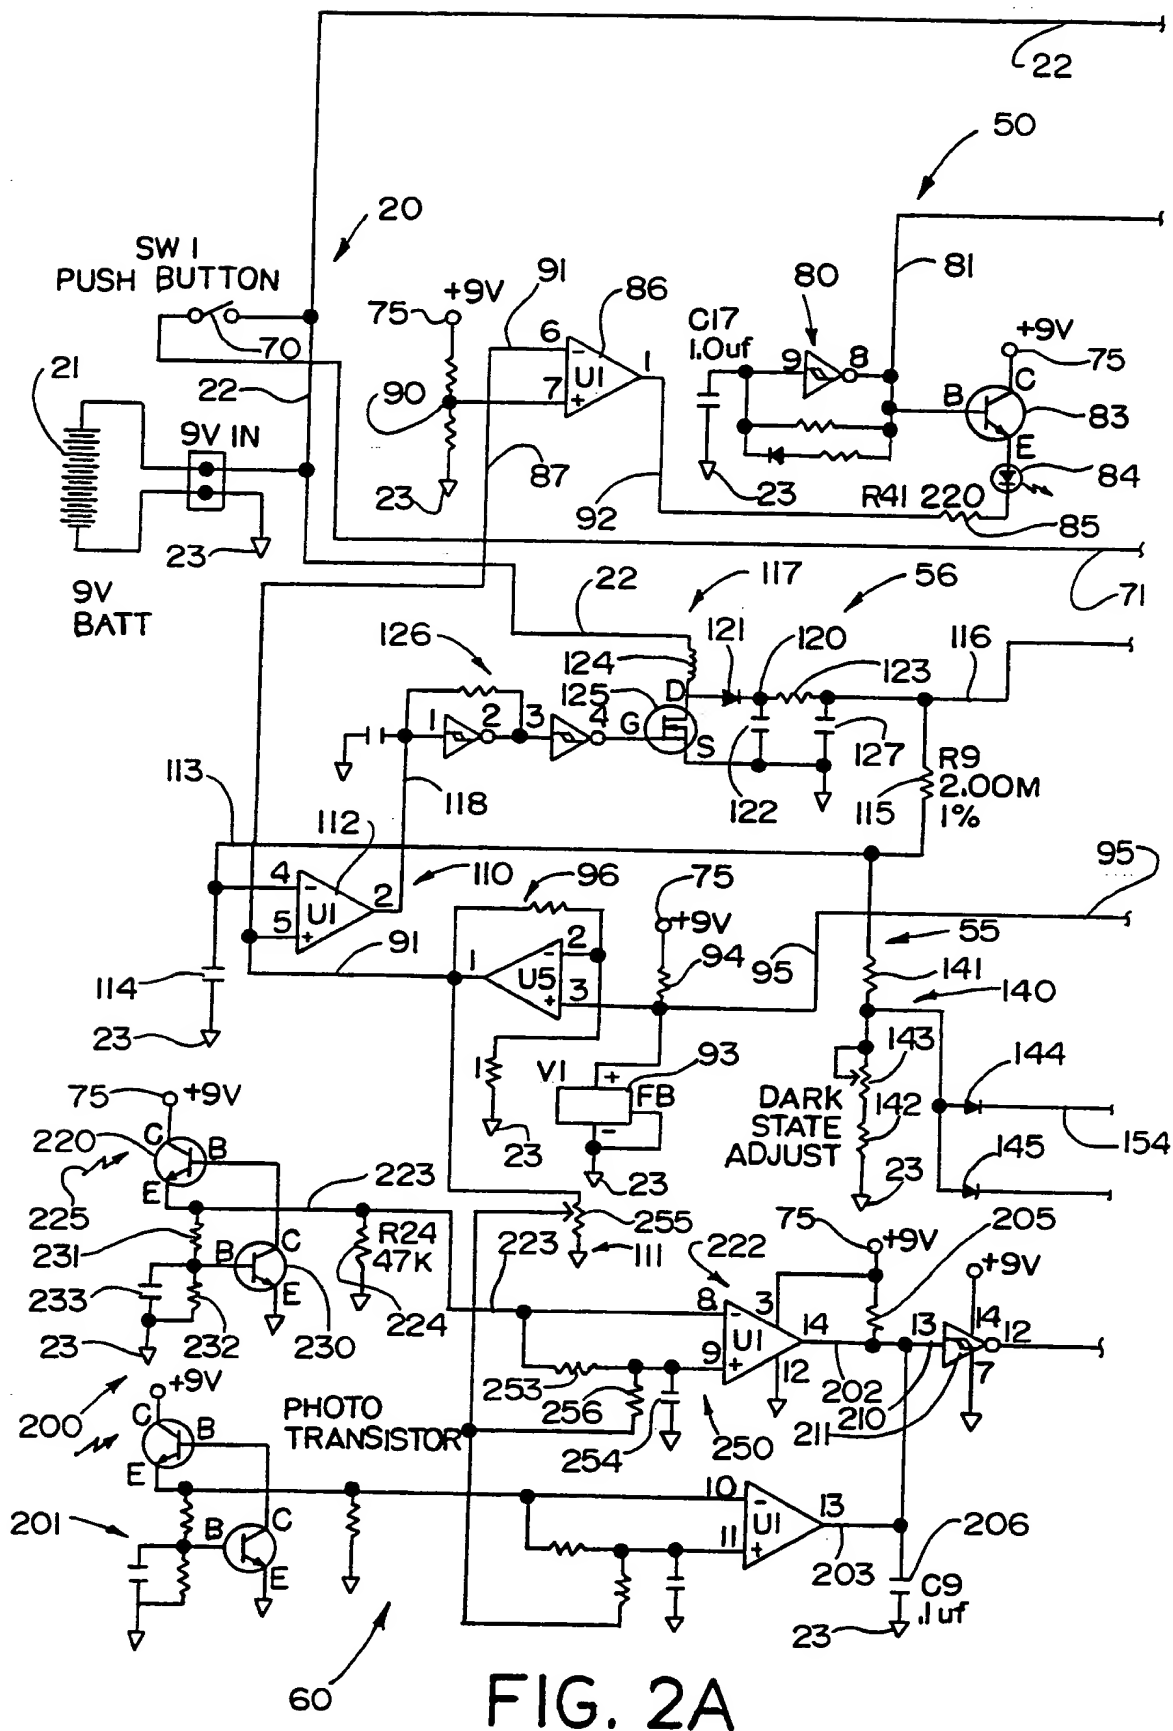 22
50
20
SW 1
PUSH BUTTON
70
21
22
9V IN
23
9V
BATT
+9V
75
91
86
6
-
U1
7
+
1
90
23
87
92
80
C17
1.0uf
9
8
81
+9V
75
B
C
83
E
84
R41 220
85
23
71
117
56
22
126
124
121
120
123
116
125
D
1
2
3
4
G
S
122
127
R9
2.00M
1%
115
113
118
112
4
-
U1
5
+
2
110
91
114
23
96
75
+9V
95
94
95
1
2
-
U5
3
+
1
V1
+
FB
-
93
23
23
55
141
140
143
144
DARK
STATE
ADJUST
142
145
154
23
75
+9V
220
C
B
E
225
223
231
B
C
E
R24
47K
233
232
230
224
23
255
111
223
222
75
+9V
205
+9V
8
-
3
U1
9
+
14
12
13
14
12
7
253
256
254
250
202
210
211
200
+9V
C
B
E
PHOTO
TRANSISTOR
201
B
C
E
10
-
U1
11
+
13
203
206
C9
.1uf
23
60
FIG. 2A